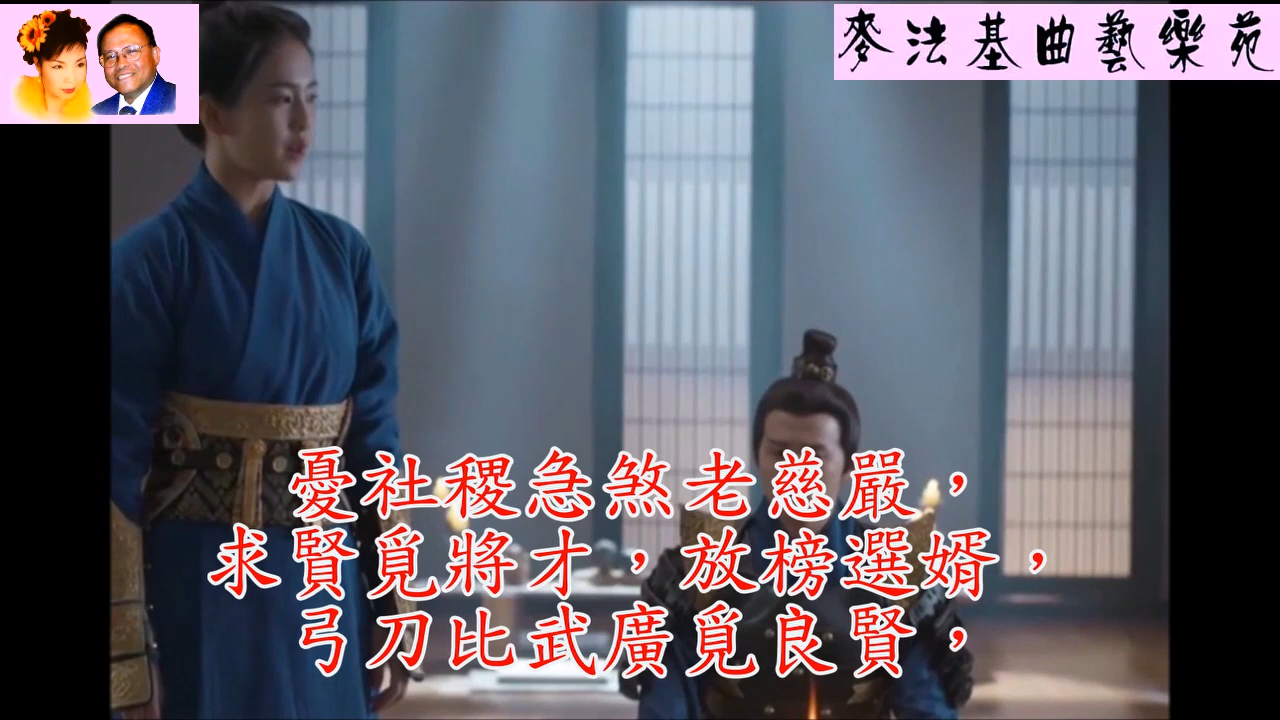 麥法基曲藝樂苑
憂社稷急煞老慈嚴，
求賢覓將才，放榜選婿，
弓刀比武廣覓良賢，